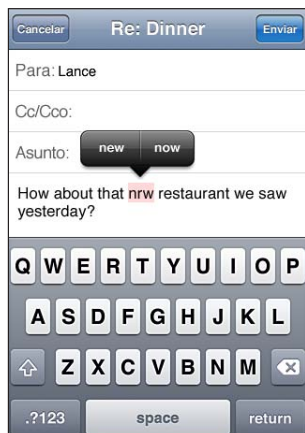 Cancelar Re: Dinner Enviar
Para: Lance
Cc/Cco:
Asunto: new now
How about that nrw restaurant we saw
yesterday?
Q W E R T Y U I O P
A S D F G H J K L
Z X C V B N M
.?123 space return